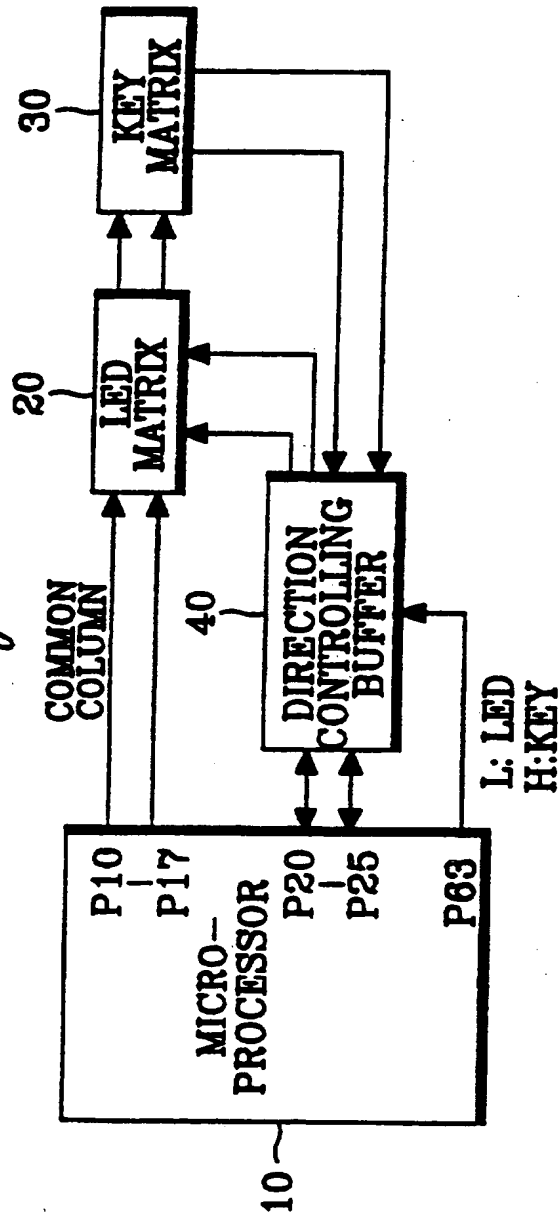 10
MICRO-
PROCESSOR
P10
P17
P20
P25
P63
COMMON
COLUMN
20
LED
MATRIX
30
KEY
MATRIX
40
DIRECTION
CONTROLLING
BUFFER
L: LED
H:KEY